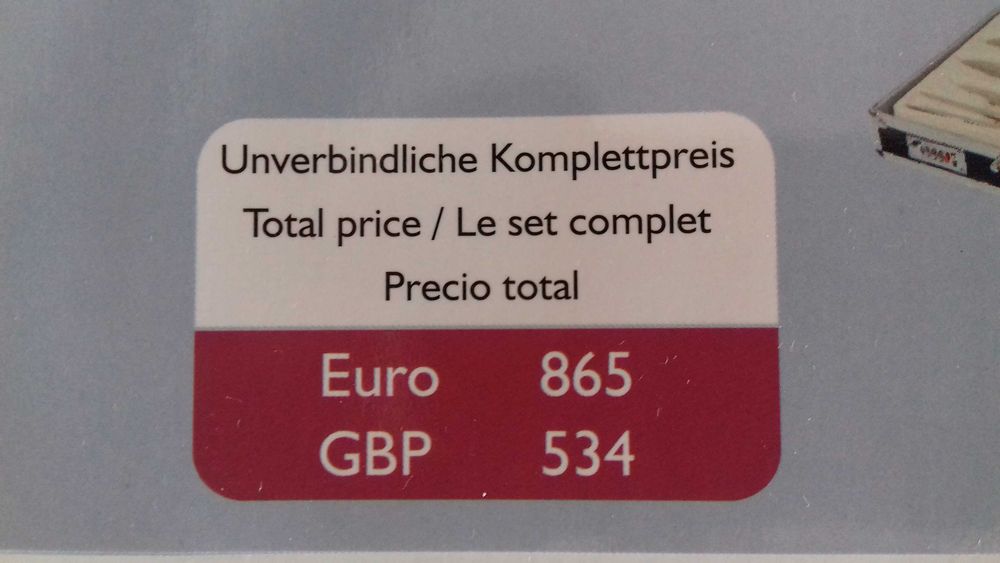 Unverbindliche Komplettpreis
Total price / Le set complet
Precio total
Euro 865
GBP 534